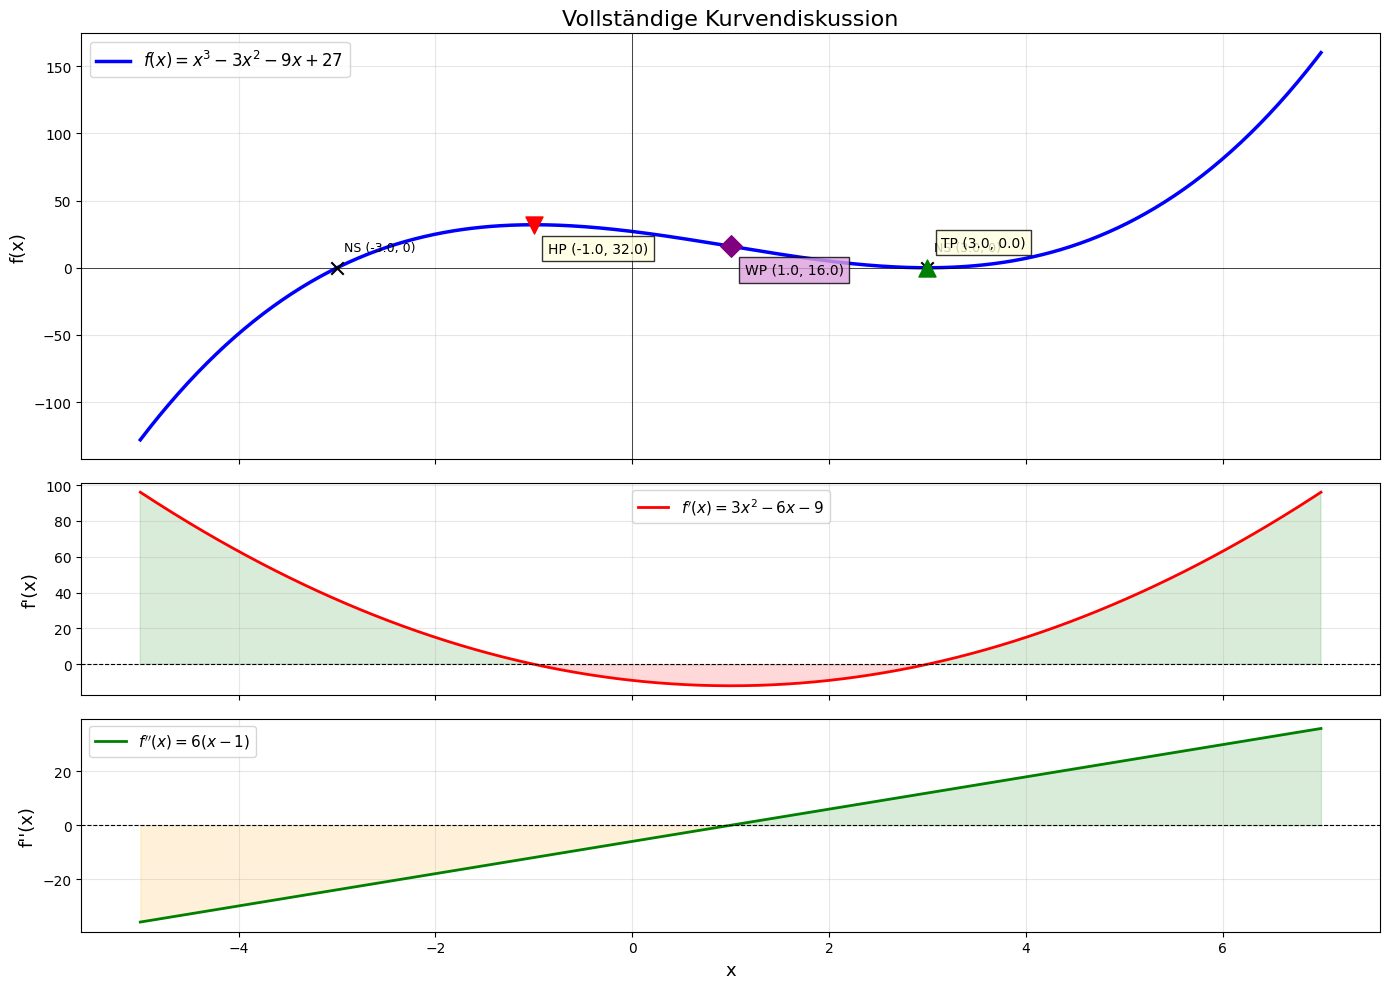 Vollständige Kurvendiskussion
f(x) = x³ − 3x² − 9x + 27
150
100
50
0
−50
−100
f(x)
NS (-3.0, 0)
HP (-1.0, 32.0)
WP (1.0, 16.0)
TP (3.0, 0.0)
f'(x) = 3x² − 6x − 9
100
80
60
40
20
0
f'(x)
f''(x) = 6(x − 1)
20
0
−20
f''(x)
−4 −2 0 2 4 6
x